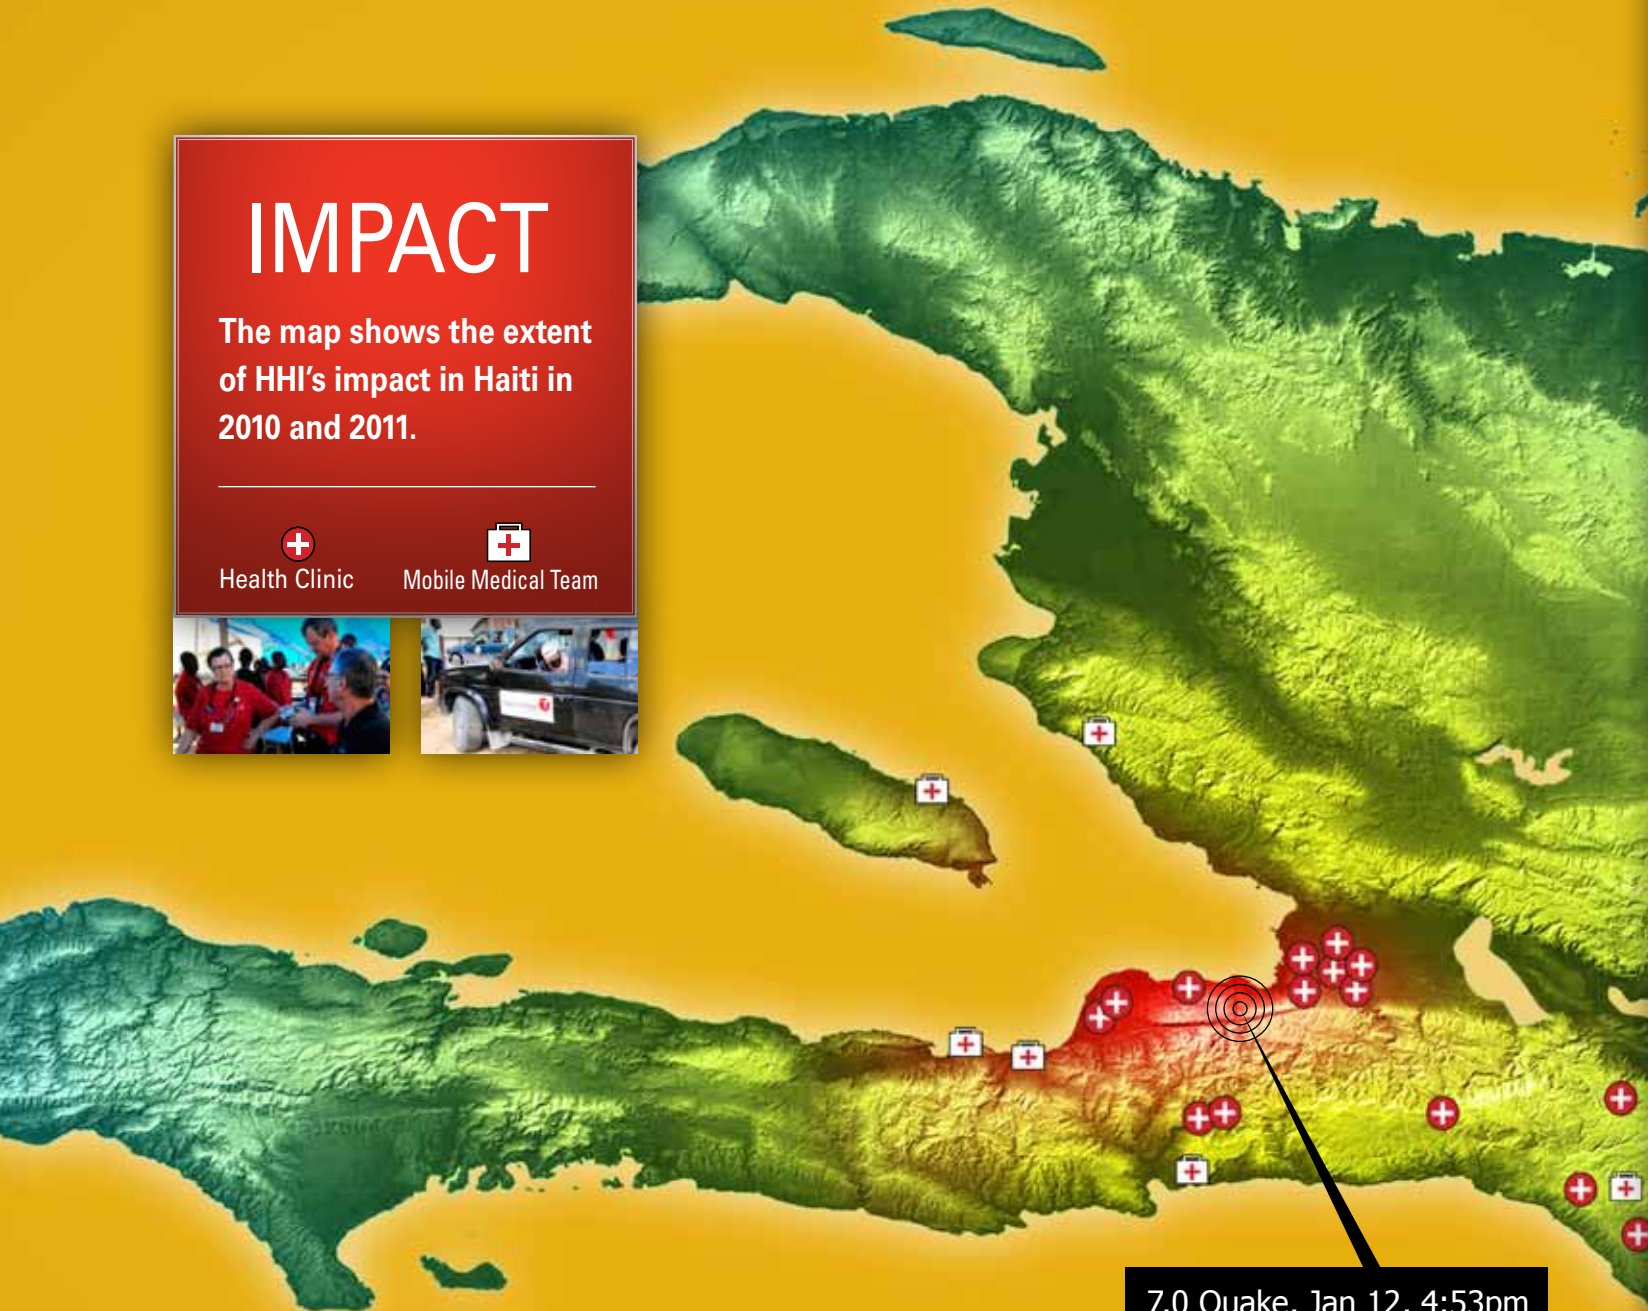 IMPACT
The map shows the extent
of HHI's impact in Haiti in
2010 and 2011.
Health Clinic
Mobile Medical Team
7.0 Quake, Jan 12, 4:53pm